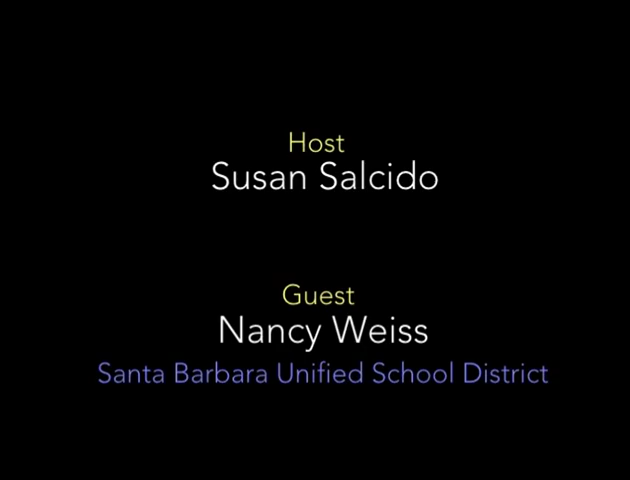 Host
Susan Salcido
Guest
Nancy Weiss
Santa Barbara Unified School District